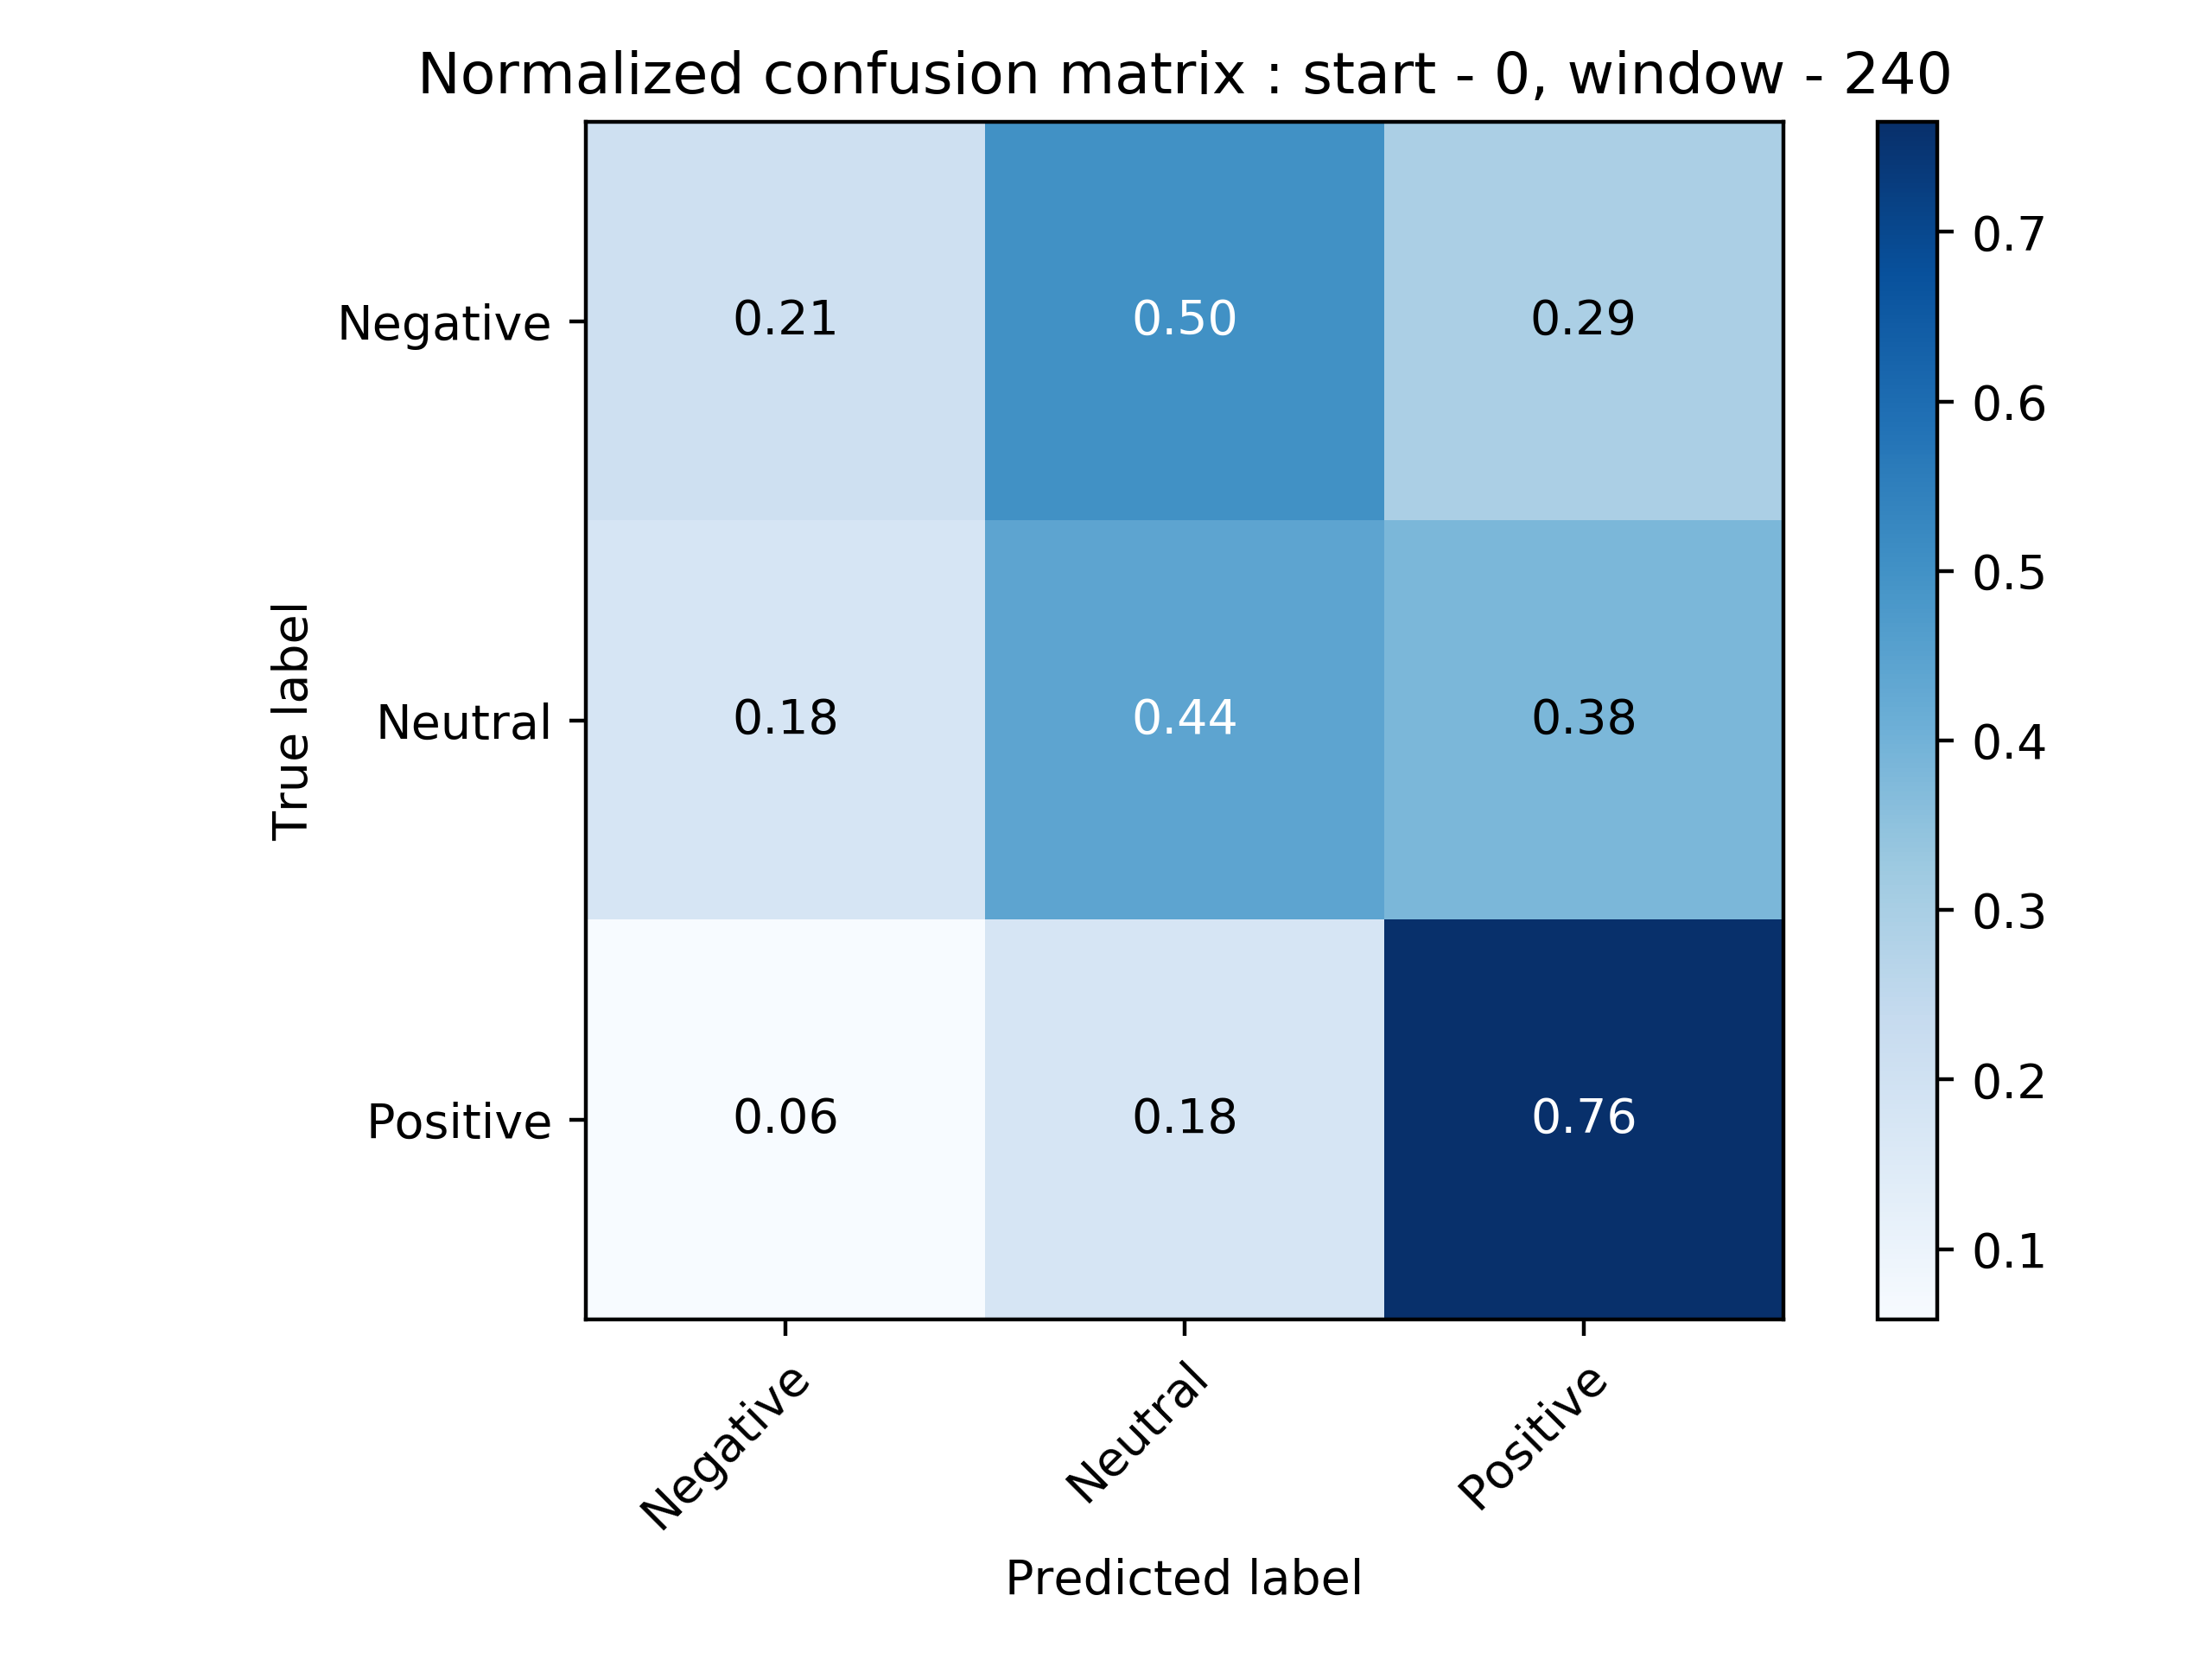 Normalized confusion matrix : start - 0, window - 240
True label
Negative 0.21 0.50 0.29
Neutral 0.18 0.44 0.38
Positive 0.06 0.18 0.76
Negative Neutral Positive
Predicted label
0.7
0.6
0.5
0.4
0.3
0.2
0.1